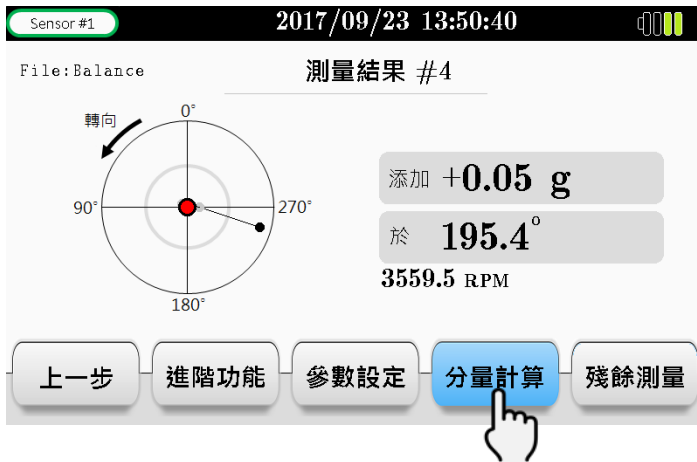 Sensor #1
2017/09/23 13:50:40
File:Balance
測量結果 #4
轉向
0°
90°
270°
180°
添加 +0.05 g
於 195.4°
3559.5 RPM
上一步
進階功能
參數設定
分量計算
殘餘測量